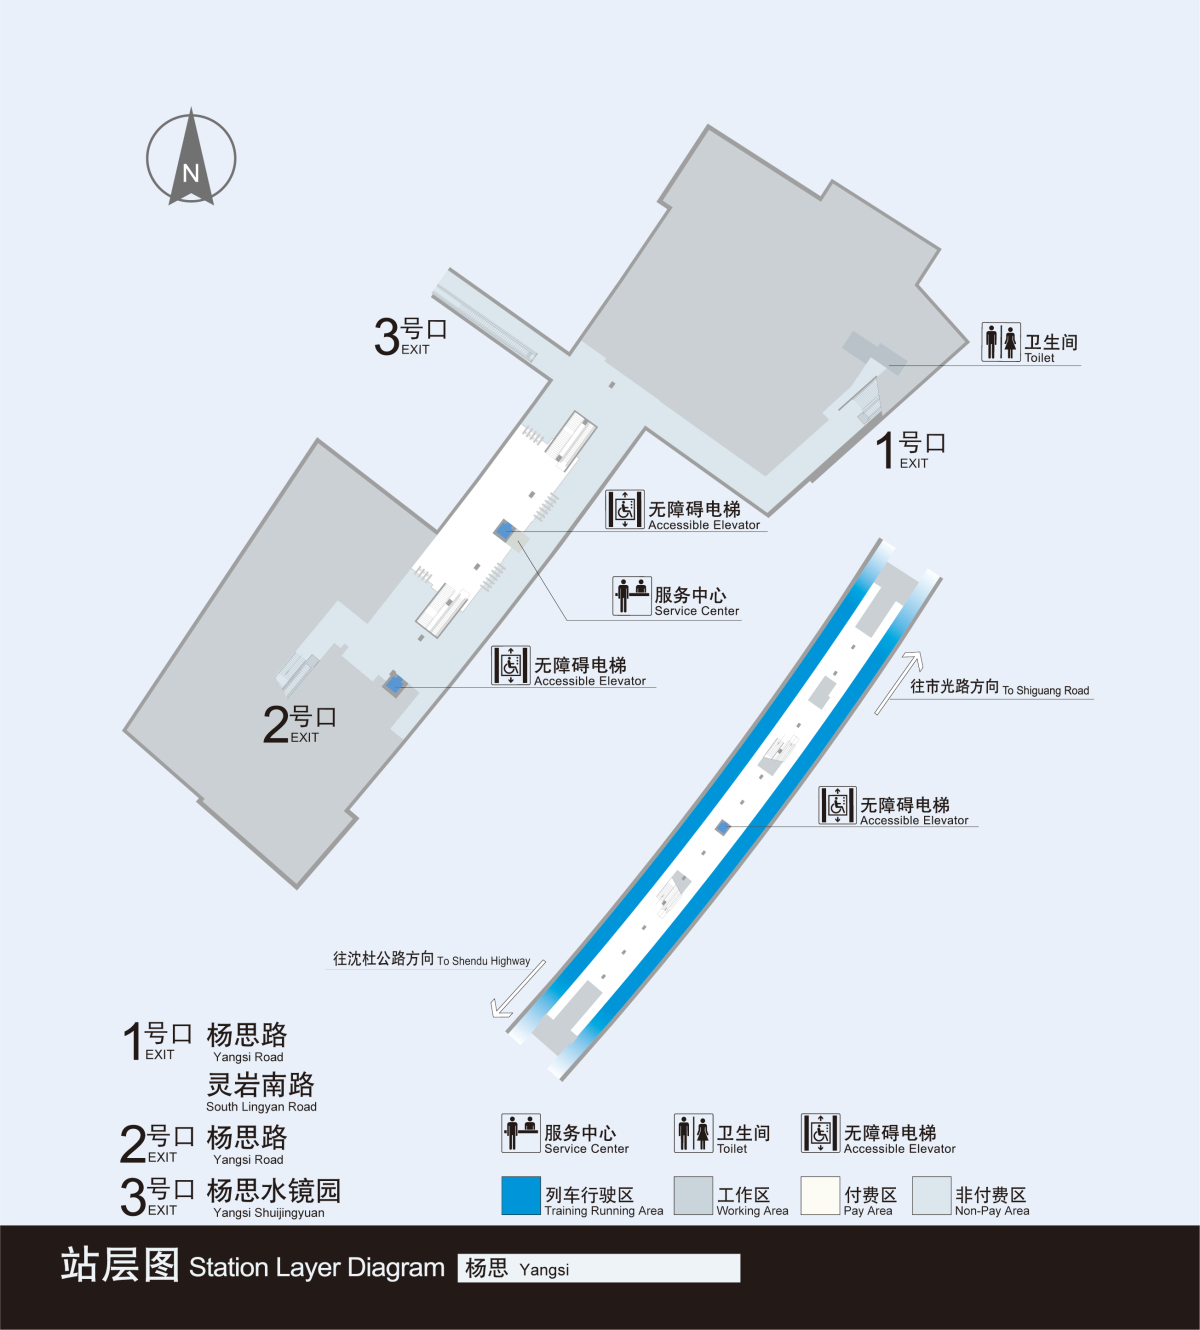 N
3号口
EXIT
卫生间
Toilet
1号口
EXIT
无障碍电梯
Accessible Elevator
服务中心
Service Center
无障碍电梯
Accessible Elevator
2号口
EXIT
往市光路方向 To Shiguang Road
无障碍电梯
Accessible Elevator
往沈杜公路方向 To Shendu Highway
1号口 杨思路
EXIT Yangsi Road
灵岩南路
South Lingyan Road
2号口 杨思路
EXIT Yangsi Road
3号口 杨思水镜园
EXIT Yangsi Shuijingyuan
服务中心
Service Center
卫生间
Toilet
无障碍电梯
Accessible Elevator
列车行驶区
Training Running Area
工作区
Working Area
付费区
Pay Area
非付费区
Non-Pay Area
站层图 Station Layer Diagram 杨思 Yangsi